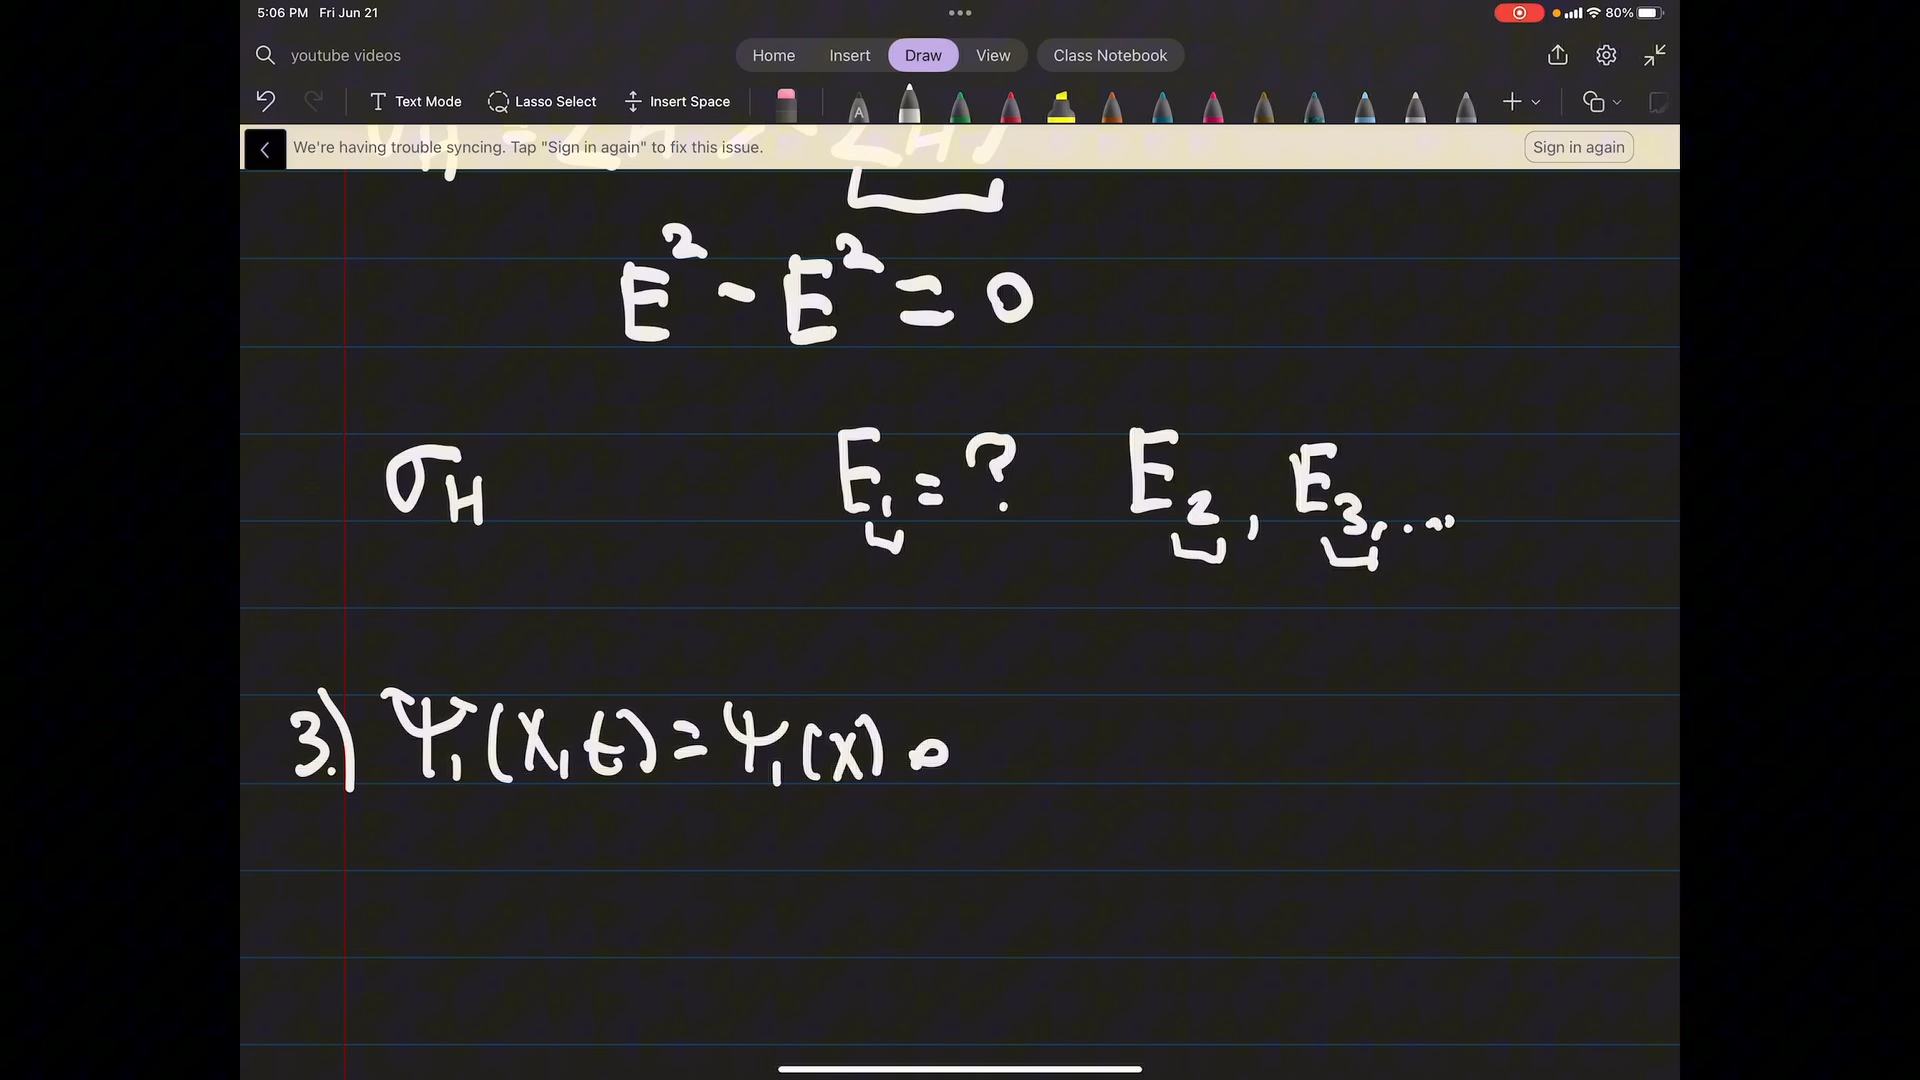 5:06 PM Fri Jun 21
80%
youtube videos
Home Insert Draw View Class Notebook
Text Mode Lasso Select Insert Space
A
We're having trouble syncing. Tap "Sign in again" to fix this issue. Sign in again
E² - E² = 0
σ_H E₁ = ? E₂, E₃, ...
3.) Ψ₁(x,t) = ψ₁(x)